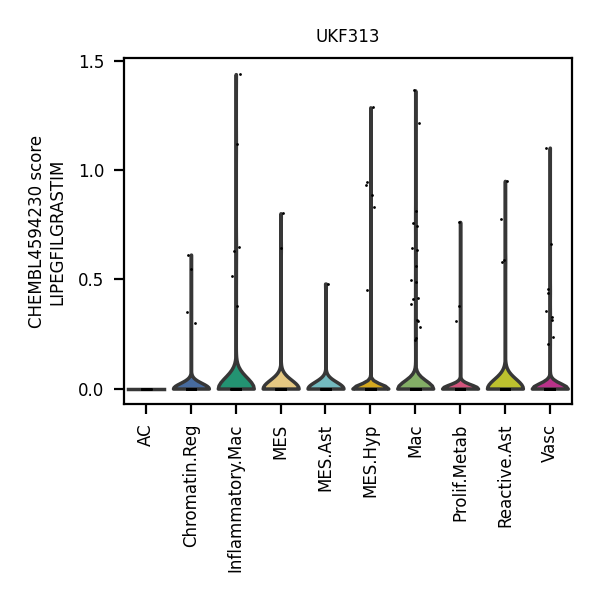 UKF313
CHEMBL4594230 score
LIPEGFILGRASTIM
1.5
1.0
0.5
0.0
AC
Chromatin.Reg
Inflammatory.Mac
MES
MES.Ast
MES.Hyp
Mac
Prolif.Metab
Reactive.Ast
Vasc